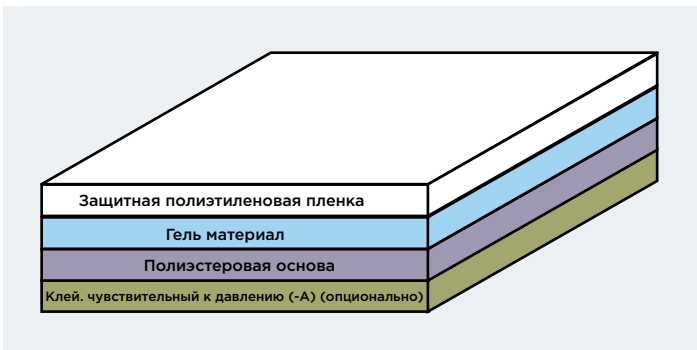 Защитная полиэтиленовая пленка
Гель материал
Полиэстеровая основа
Клей. чувствительный к давлению (-А) (опционально)